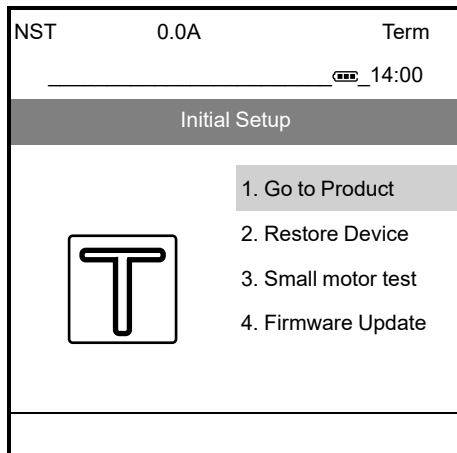 NST 0.0A Term
_14:00
Initial Setup
1. Go to Product
2. Restore Device
T
3. Small motor test
4. Firmware Update